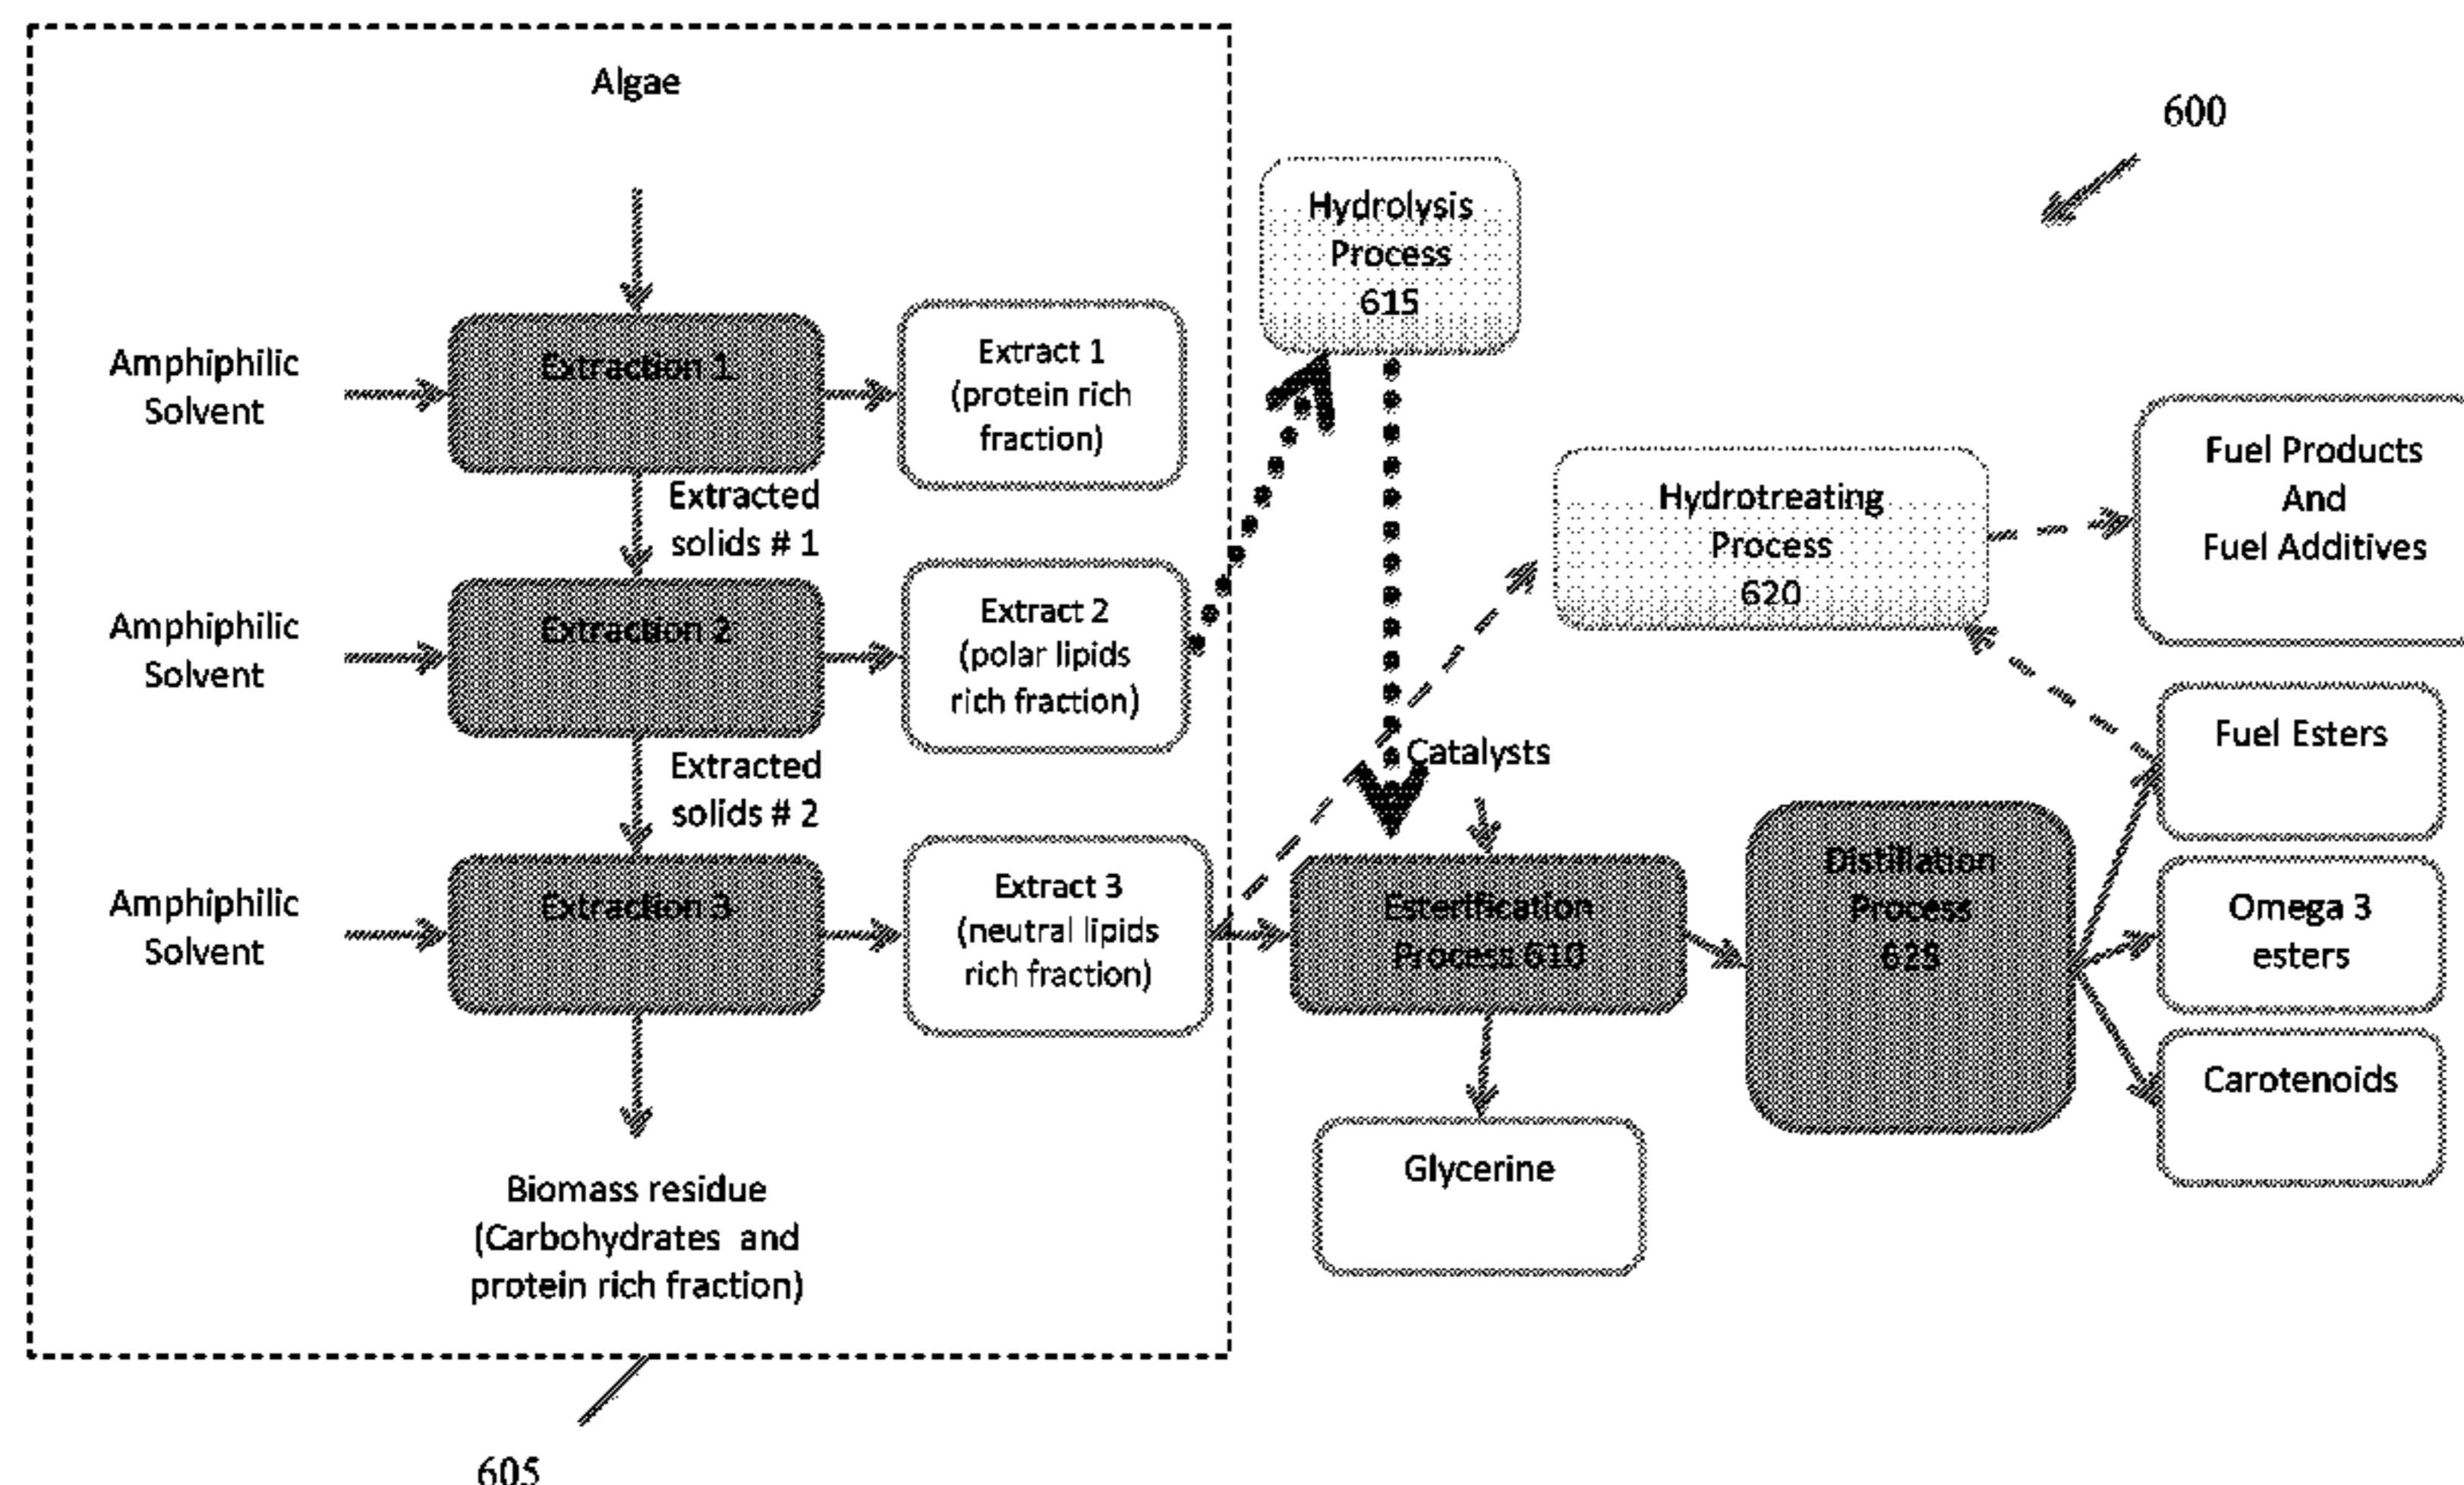 Algae
600
Hydrolysis
Process
615
Amphiphilic
Solvent
Extraction 1
Extract 1
(protein rich
fraction)
Extracted
solids # 1
Hydrotreating
Process
620
Fuel Products
And
Fuel Additives
Amphiphilic
Solvent
Extraction 2
Extract 2
(polar lipids
rich fraction)
Extracted
solids # 2
Catalysts
Fuel Esters
Amphiphilic
Solvent
Extraction 3
Extract 3
(neutral lipids
rich fraction)
Esterification
Process 610
Distillation
Process
Omega 3
esters
Carotenoids
Glycerine
Biomass residue
(Carbohydrates and
protein rich fraction)
605